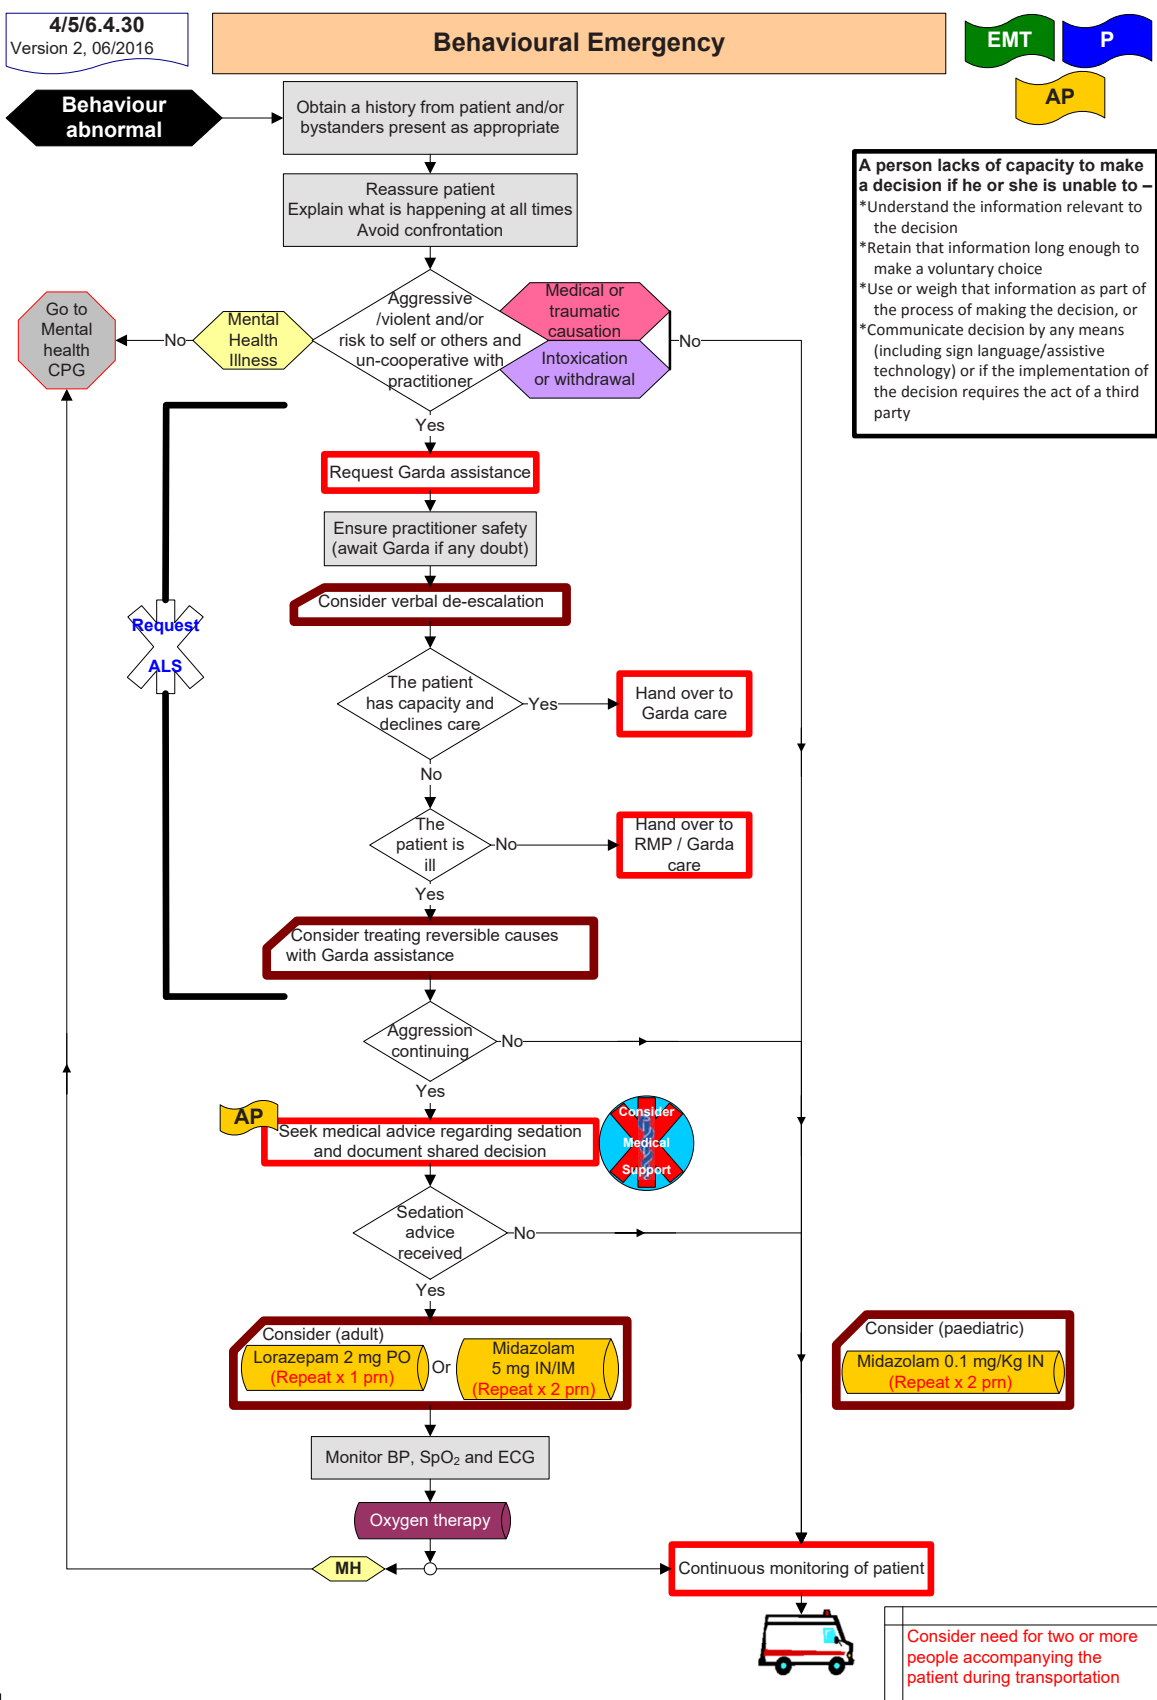 4/5/6.4.30
Version 2, 06/2016
Behavioural Emergency
EMT
P
AP
Behaviour
abnormal
Obtain a history from patient and/or
bystanders present as appropriate
Reassure patient
Explain what is happening at all times
Avoid confrontation
A person lacks of capacity to make
a decision if he or she is unable to –
*Understand the information relevant to
the decision
*Retain that information long enough to
make a voluntary choice
*Use or weigh that information as part of
the process of making the decision, or
*Communicate decision by any means
(including sign language/assistive
technology) or if the implementation of
the decision requires the act of a third
party
Go to
Mental
health
CPG
No
Mental
Health
Illness
Aggressive
/violent and/or
risk to self or others and
un-cooperative with
practitioner
Medical or
traumatic
causation
Intoxication
or withdrawal
No
Yes
Request Garda assistance
Ensure practitioner safety
(await Garda if any doubt)
Consider verbal de-escalation
Request
ALS
The patient
has capacity and
declines care
Yes
Hand over to
Garda care
No
The
patient is
ill
No
Hand over to
RMP / Garda
care
Yes
Consider treating reversible causes
with Garda assistance
Aggression
continuing
No
Yes
AP
Seek medical advice regarding sedation
and document shared decision
Consider
Medical
Support
Sedation
advice
received
No
Yes
Consider (adult)
Lorazepam 2 mg PO
(Repeat x 1 prn)
Or
Midazolam
5 mg IN/IM
(Repeat x 2 prn)
Consider (paediatric)
Midazolam 0.1 mg/Kg IN
(Repeat x 2 prn)
Monitor BP, SpO2 and ECG
Oxygen therapy
MH
Continuous monitoring of patient
Consider need for two or more
people accompanying the
patient during transportation